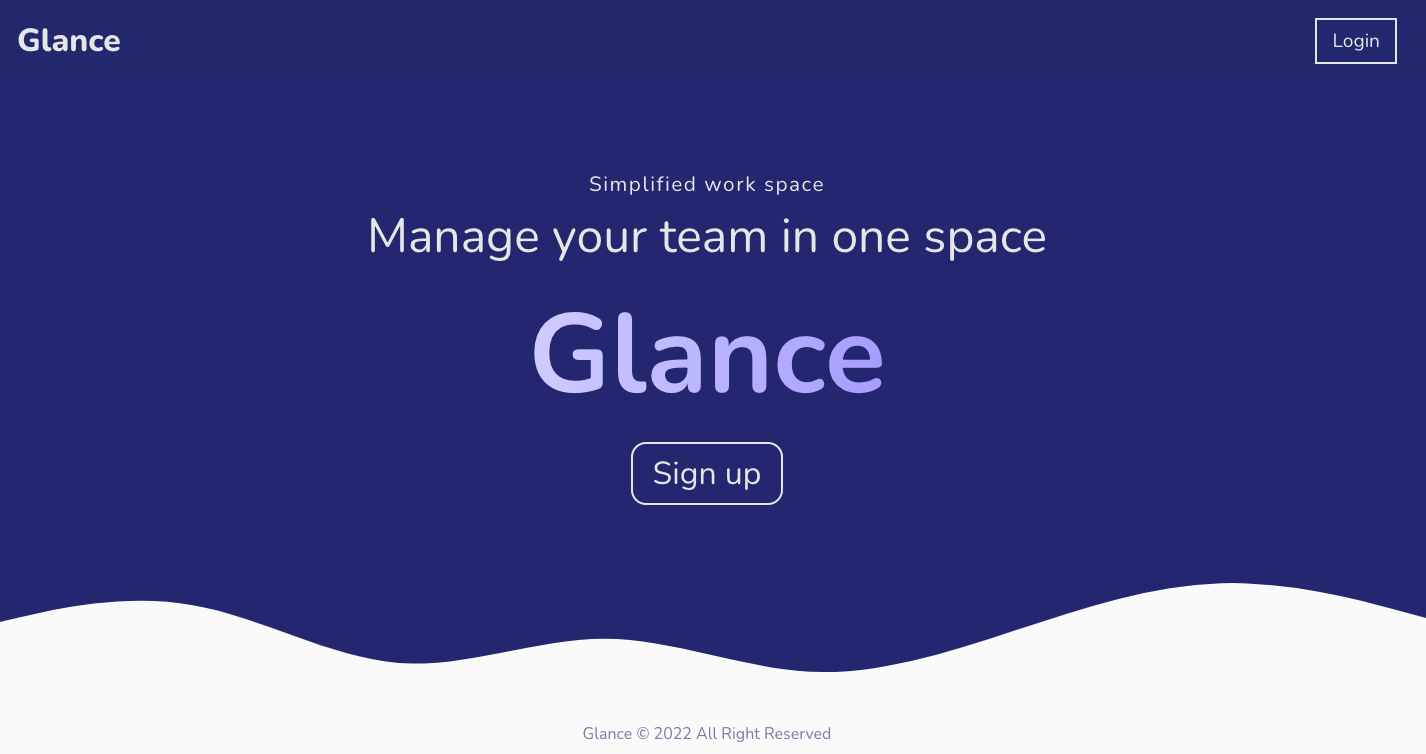 Glance
Login
Simplified work space
Manage your team in one space
Glance
Sign up
Glance © 2022 All Right Reserved